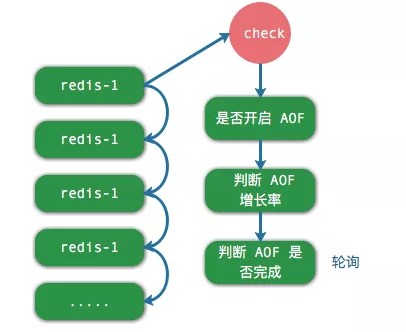 check
redis-1
redis-1
redis-1
redis-1
.....
是否开启 AOF
判断 AOF
增长率
判断 AOF 是
否完成
轮询